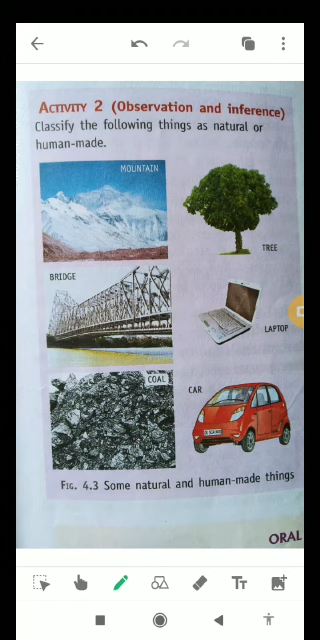 ACTIVITY 2 (Observation and inference)
Classify the following things as natural or
human-made.
MOUNTAIN
TREE
BRIDGE
LAPTOP
COAL
CAR
FIG. 4.3 Some natural and human-made things
ORAL
TT